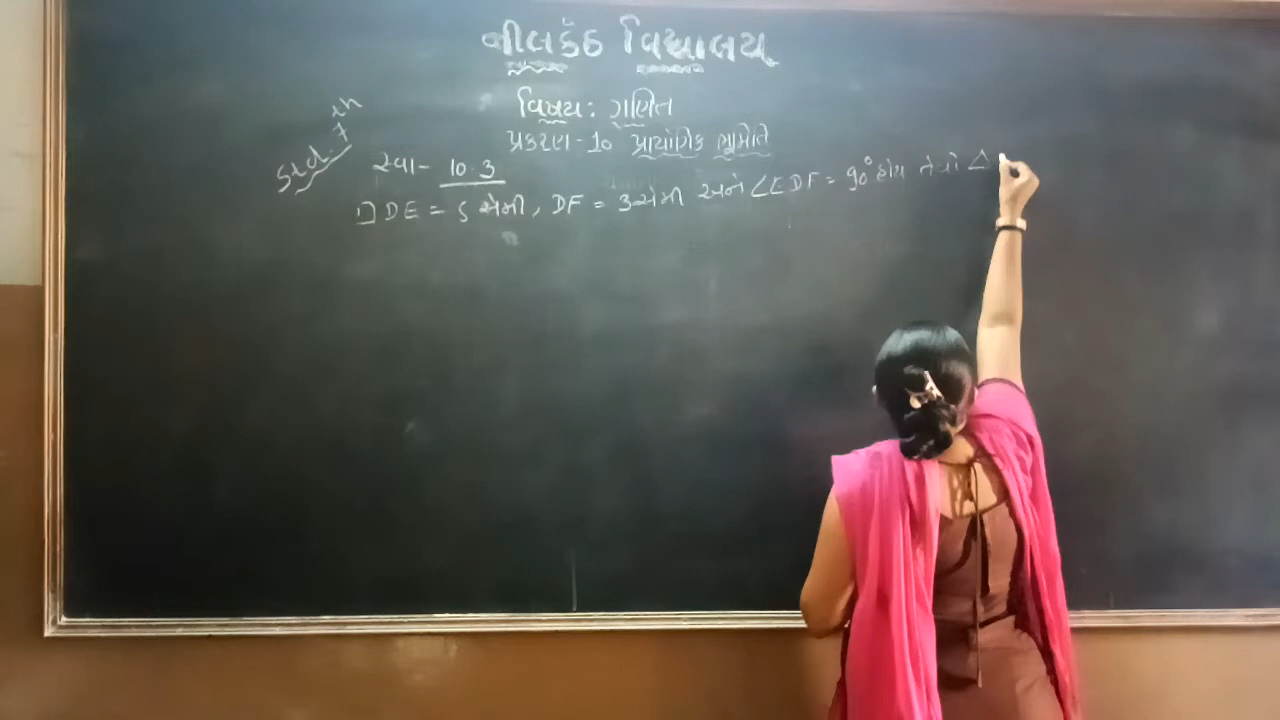 નીલકંઠ વિદ્યાલય
વિષય: ગણિત
પ્રકરણ-10 પ્રાયોગિક ભૂમિતિ
Std. 7th
સ્વા- 10.3
1] DE = 5 સેમી, DF = 3 સેમી અને ∠EDF = 90° હોય તેવો △